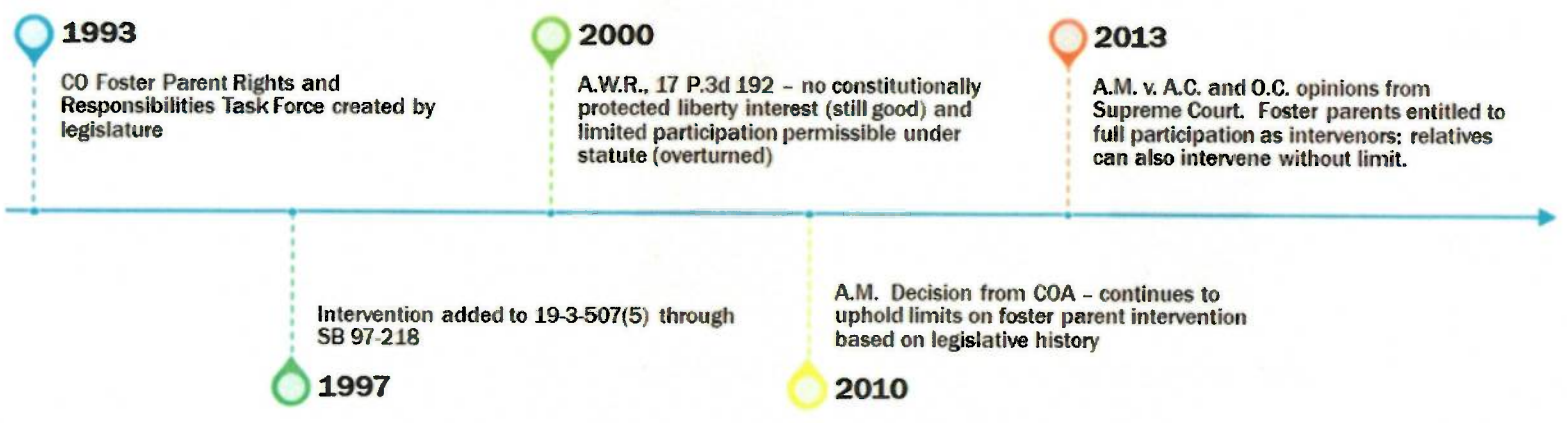 1993
CO Foster Parent Rights and
Responsibilities Task Force created by
legislature
Intervention added to 19-3-507(5) through
SB 97-218
1997
2000
A.W.R., 17 P.3d 192 – no constitutionally
protected liberty interest (still good) and
limited participation permissible under
statute (overturned)
A.M. Decision from COA – continues to
uphold limits on foster parent intervention
based on legislative history
2010
2013
A.M. v. A.C. and O.C. opinions from
Supreme Court. Foster parents entitled to
full participation as intervenors; relatives
can also intervene without limit.